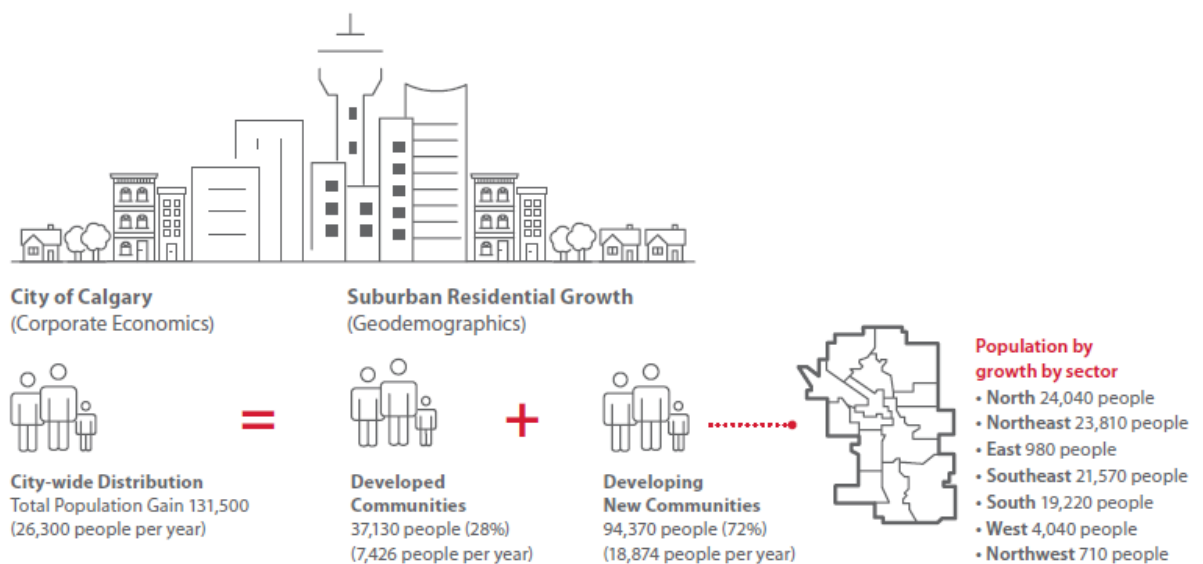 City of Calgary
(Corporate Economics)
Suburban Residential Growth
(Geodemographics)
=
+
City-wide Distribution
Total Population Gain 131,500
(26,300 people per year)
Developed
Communities
37,130 people (28%)
(7,426 people per year)
Developing
New Communities
94,370 people (72%)
(18,874 people per year)
Population by
growth by sector
• North 24,040 people
• Northeast 23,810 people
• East 980 people
• Southeast 21,570 people
• South 19,220 people
• West 4,040 people
• Northwest 710 people